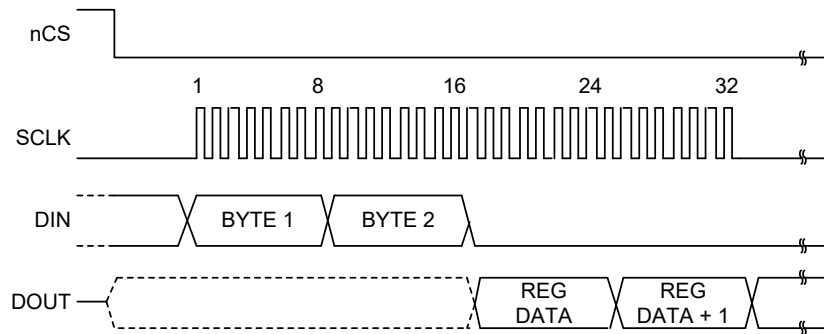 nCS
1 8 16 24 32
SCLK
DIN BYTE 1 BYTE 2
DOUT REG DATA REG DATA + 1